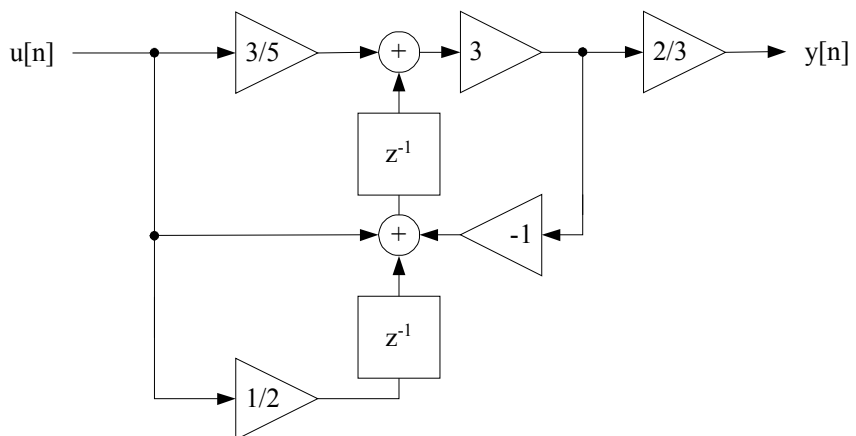 u[n] 3/5 + 3 2/3 y[n]
z⁻¹
+ -1
z⁻¹
1/2